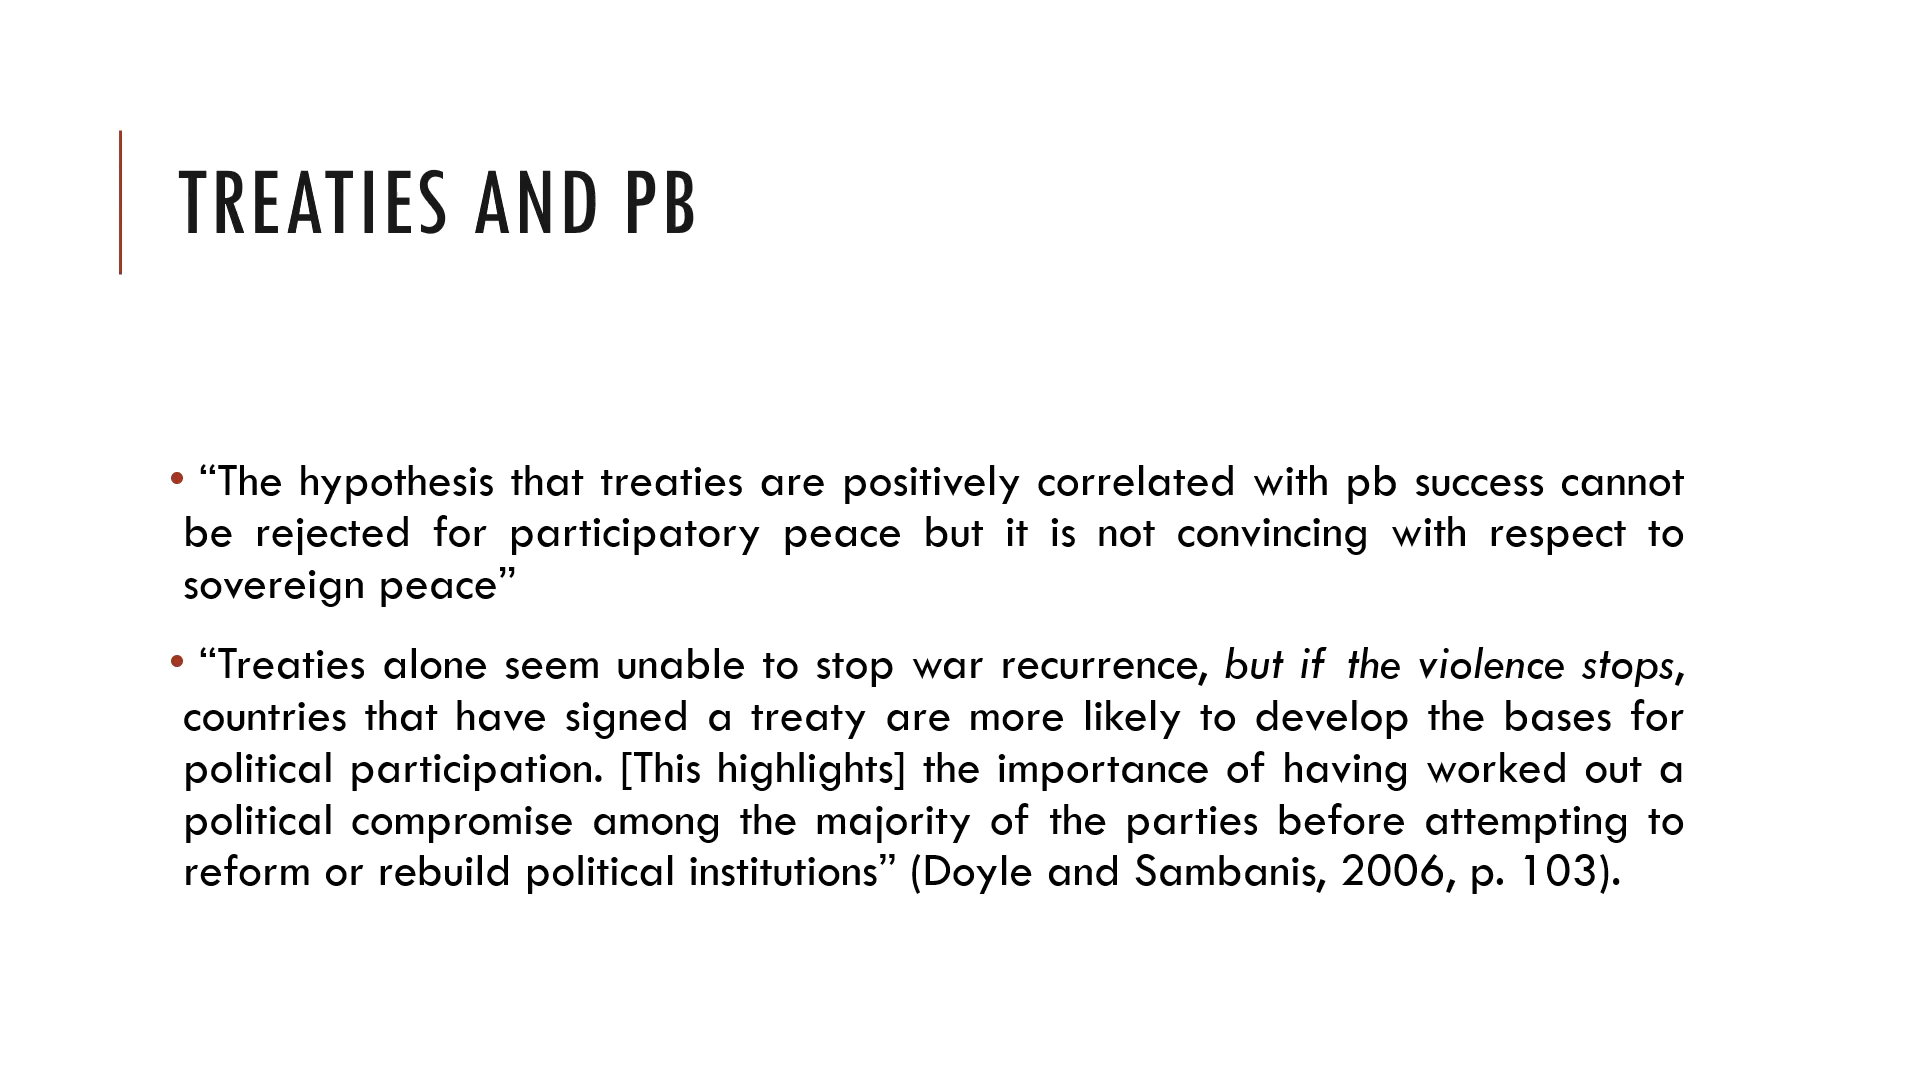 TREATIES AND PB
• “The hypothesis that treaties are positively correlated with pb success cannot
be rejected for participatory peace but it is not convincing with respect to
sovereign peace”
• “Treaties alone seem unable to stop war recurrence, but if the violence stops,
countries that have signed a treaty are more likely to develop the bases for
political participation. [This highlights] the importance of having worked out a
political compromise among the majority of the parties before attempting to
reform or rebuild political institutions” (Doyle and Sambanis, 2006, p. 103).